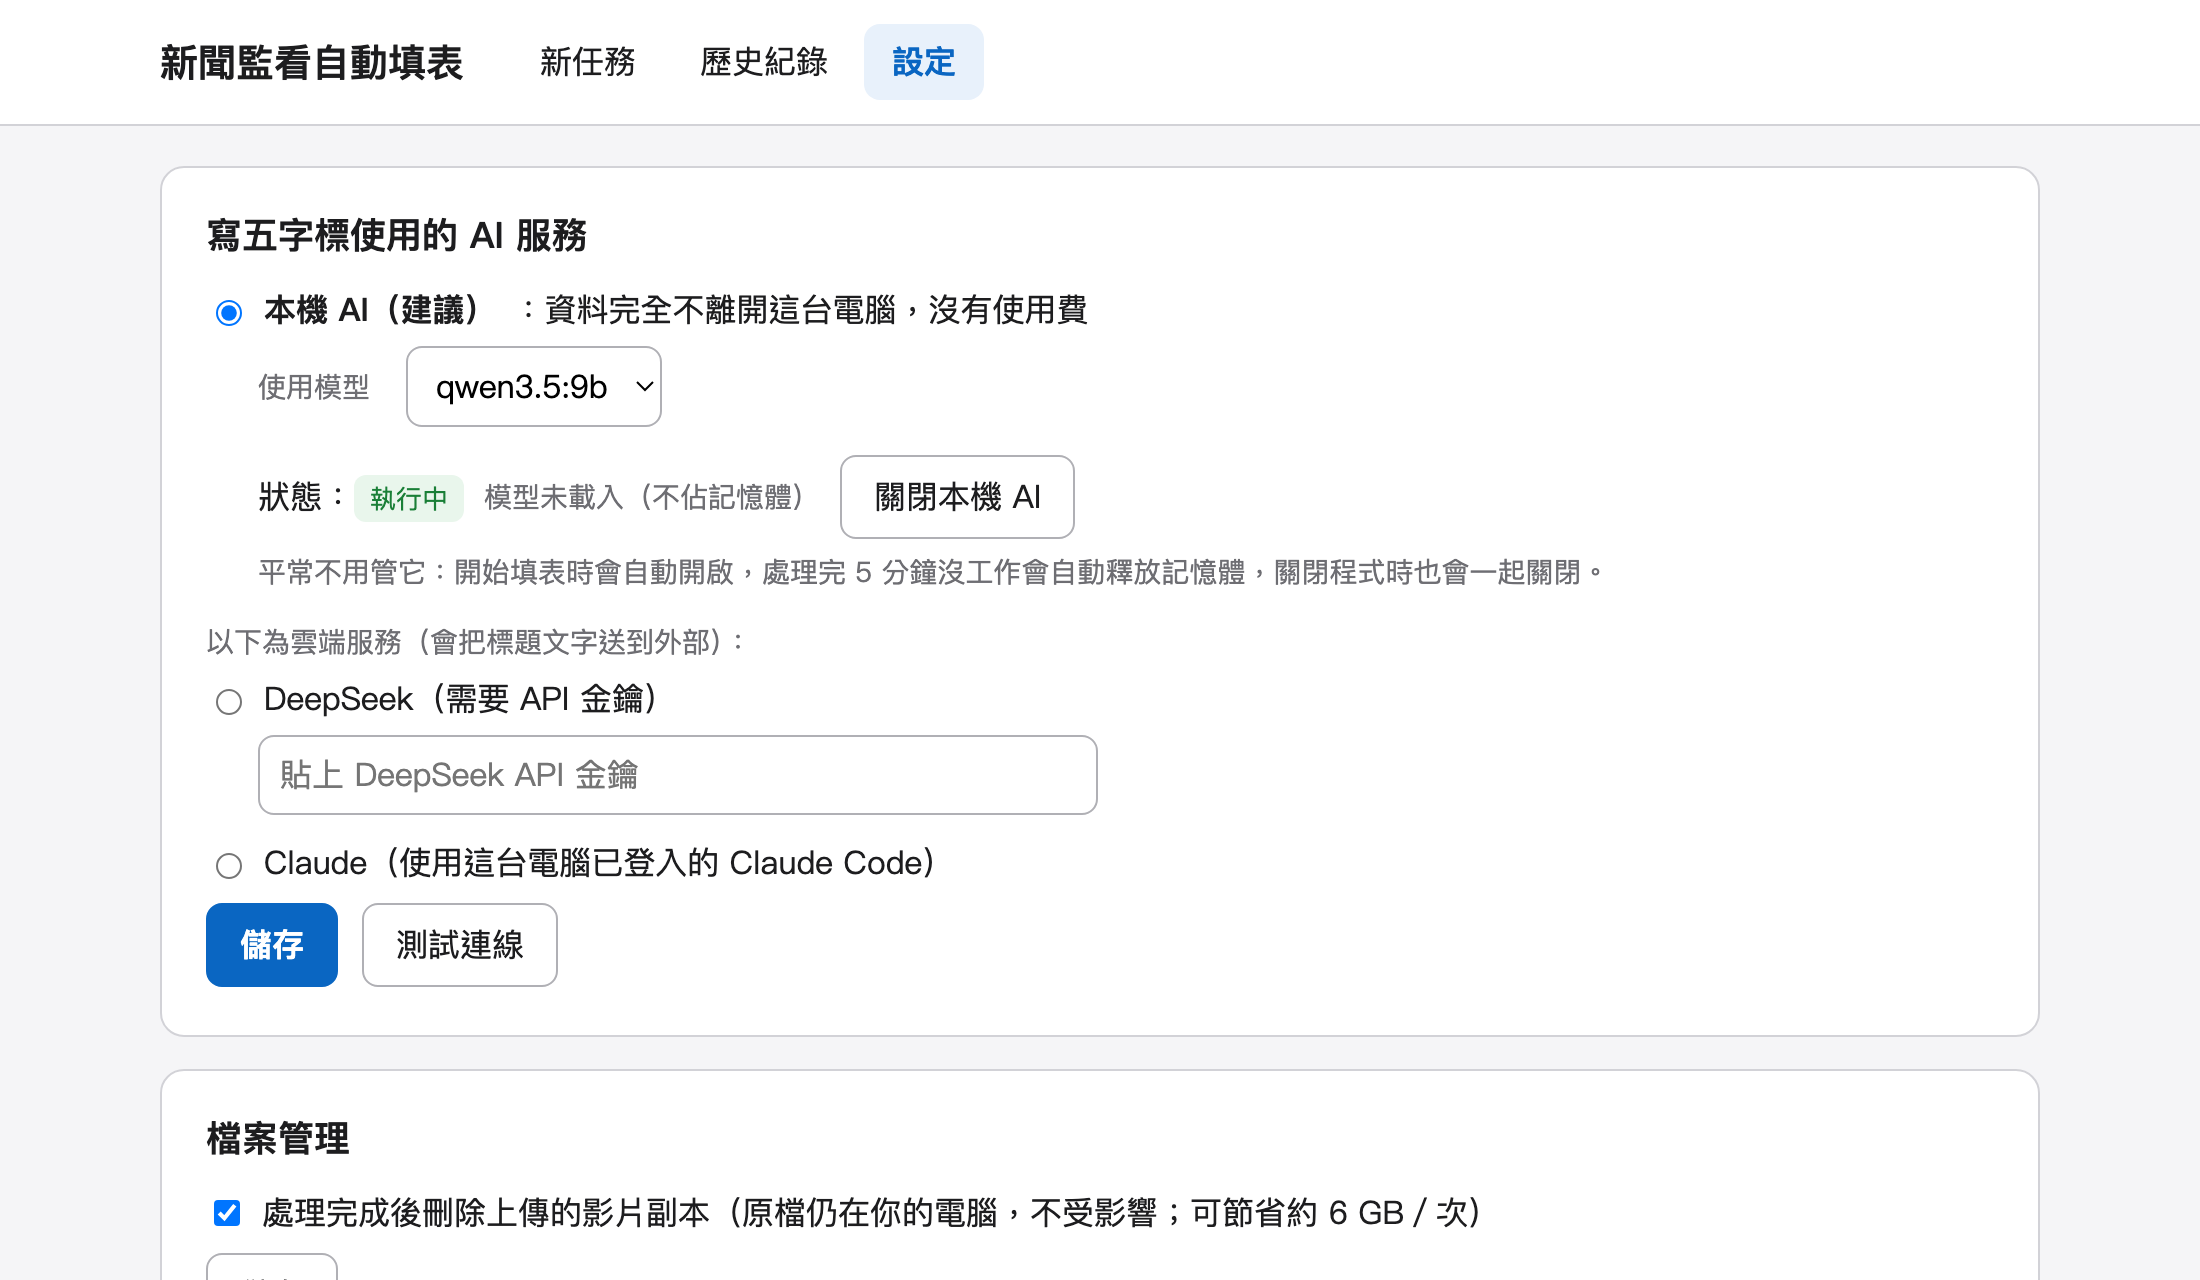 新聞監看自動填表 新任務 歷史紀錄 設定
寫五字標使用的 AI 服務
本機 AI（建議） ：資料完全不離開這台電腦，沒有使用費
使用模型 qwen3.5:9b
狀態： 執行中 模型未載入（不佔記憶體） 關閉本機 AI
平常不用管它：開始填表時會自動開啟，處理完 5 分鐘沒工作會自動釋放記憶體，關閉程式時也會一起關閉。
以下為雲端服務（會把標題文字送到外部）：
DeepSeek（需要 API 金鑰）
貼上 DeepSeek API 金鑰
Claude（使用這台電腦已登入的 Claude Code）
儲存 測試連線
檔案管理
處理完成後刪除上傳的影片副本（原檔仍在你的電腦，不受影響；可節省約 6 GB / 次）